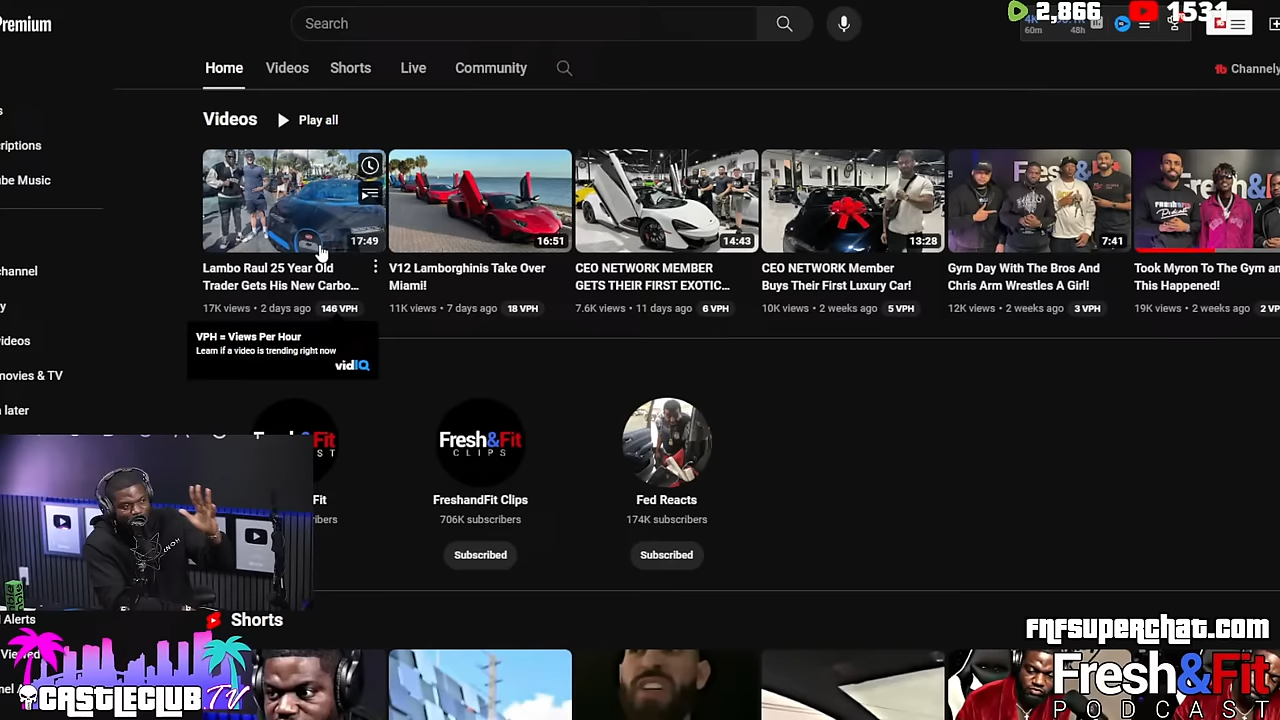 Premium
Search
2,866
1531
60m
48h
Home
Videos
Shorts
Live
Community
Channely
riptions
be Music
hannel
y
ideos
movies & TV
later
Videos
Play all
17:49
16:51
14:43
13:28
7:41
Lambo Raul 25 Year Old
Trader Gets His New Carbo...
17K views • 2 days ago
146 VPH
V12 Lamborghinis Take Over
Miami!
11K views • 7 days ago
18 VPH
CEO NETWORK MEMBER
GETS THEIR FIRST EXOTIC...
7.6K views • 11 days ago
6 VPH
CEO NETWORK Member
Buys Their First Luxury Car!
10K views • 2 weeks ago
5 VPH
Gym Day With The Bros And
Chris Arm Wrestles A Girl!
12K views • 2 weeks ago
3 VPH
Took Myron To The Gym an
This Happened!
19K views • 2 weeks ago
2 VP
VPH = Views Per Hour
Learn if a video is trending right now
vidIQ
Fit
ibers
Fresh&Fit
CLIPS
FreshandFit Clips
706K subscribers
Subscribed
Fed Reacts
174K subscribers
Subscribed
Alerts
Shorts
CASTLECLUB.TV
FNFSUPERCHAT.COM
Fresh&Fit
PODCAST